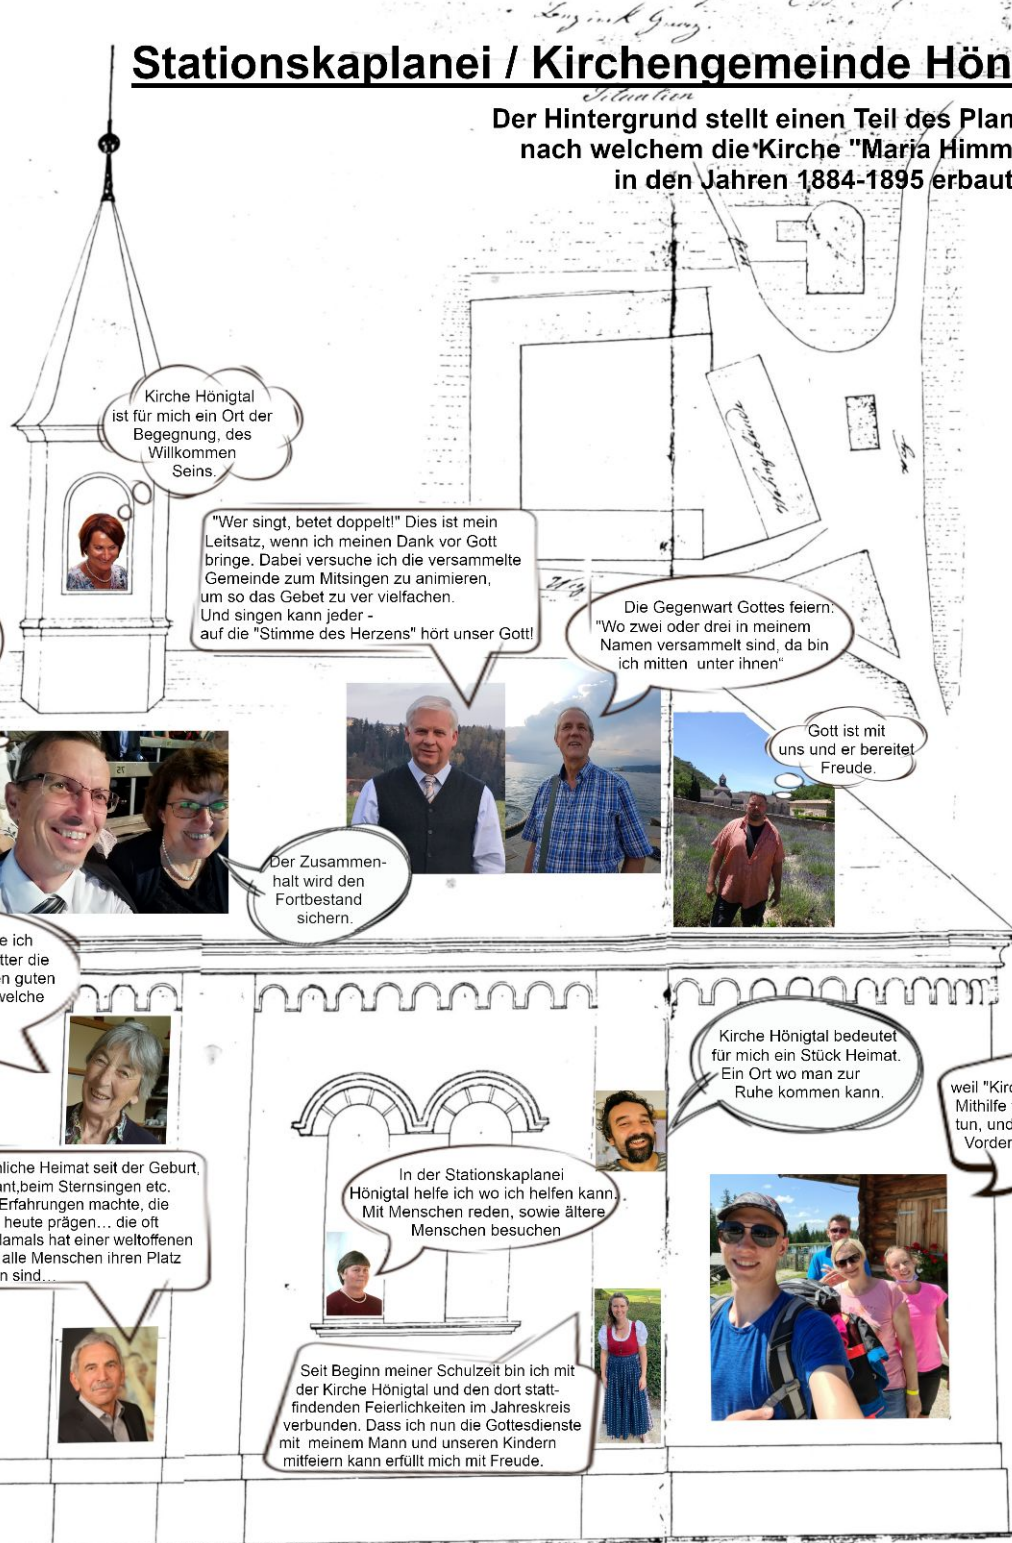 Stationskaplanei / Kirchengemeinde Hön
Situation
Der Hintergrund stellt einen Teil des Plan
nach welchem die Kirche "Maria Himm
in den Jahren 1884-1895 erbaut
Kirche Hönigtal
ist für mich ein Ort der
Begegnung, des
Willkommen
Seins.
"Wer singt, betet doppelt!" Dies ist mein
Leitsatz, wenn ich meinen Dank vor Gott
bringe. Dabei versuche ich die versammelte
Gemeinde zum Mitsingen zu animieren,
um so das Gebet zu ver vielfachen.
Und singen kann jeder -
auf die "Stimme des Herzens" hört unser Gott!
Die Gegenwart Gottes feiern:
"Wo zwei oder drei in meinem
Namen versammelt sind, da bin
ich mitten unter ihnen“
Gott ist mit
uns und er bereitet
Freude.
Der Zusammen-
halt wird den
Fortbestand
sichern.
e ich
tter die
en guten
welche
Kirche Hönigtal bedeutet
für mich ein Stück Heimat.
Ein Ort wo man zur
Ruhe kommen kann.
weil "Kirc
Mithilfe
tun, und
Vorder
nliche Heimat seit der Geburt,
ant,beim Sternsingen etc.
Erfahrungen machte, die
heute prägen… die oft
damals hat einer weltoffenen
alle Menschen ihren Platz
n sind…
In der Stationskaplanei
Hönigtal helfe ich wo ich helfen kann.
Mit Menschen reden, sowie ältere
Menschen besuchen
Seit Beginn meiner Schulzeit bin ich mit
der Kirche Hönigtal und den dort statt-
findenden Feierlichkeiten im Jahreskreis
verbunden. Dass ich nun die Gottesdienste
mit meinem Mann und unseren Kindern
mitfeiern kann erfüllt mich mit Freude.